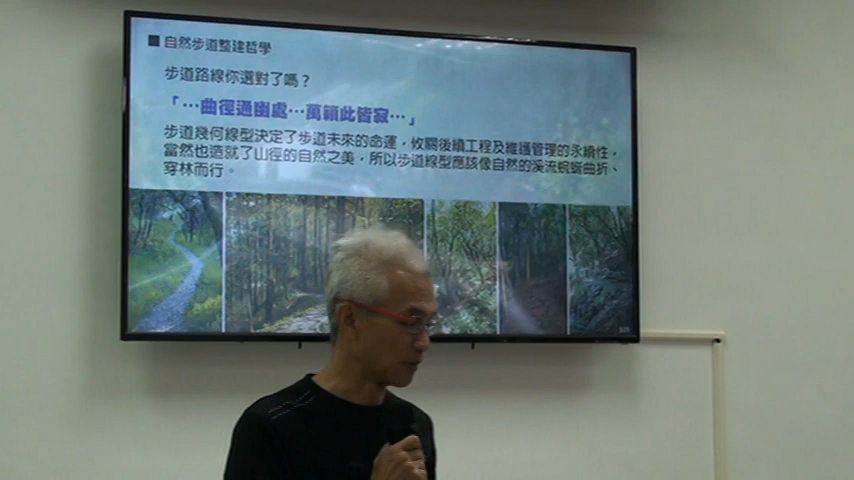 ■ 自然步道整建哲學
步道路線你選對了嗎？
「…曲徑通幽處…萬籟此皆寂…」
步道幾何線型決定了步道未來的命運，攸關後續工程及維護管理的永續性，
當然也造就了山徑的自然之美，所以步道線型應該像自然的溪流蜿蜒曲折、
穿林而行。